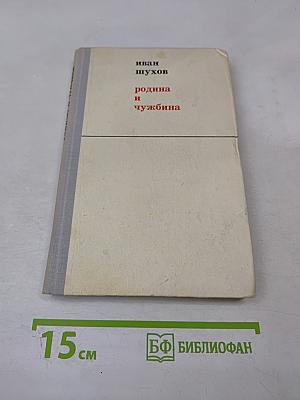 иван
шухов
родина
и
чужбина
15 см
БФ БИБЛИОФАН